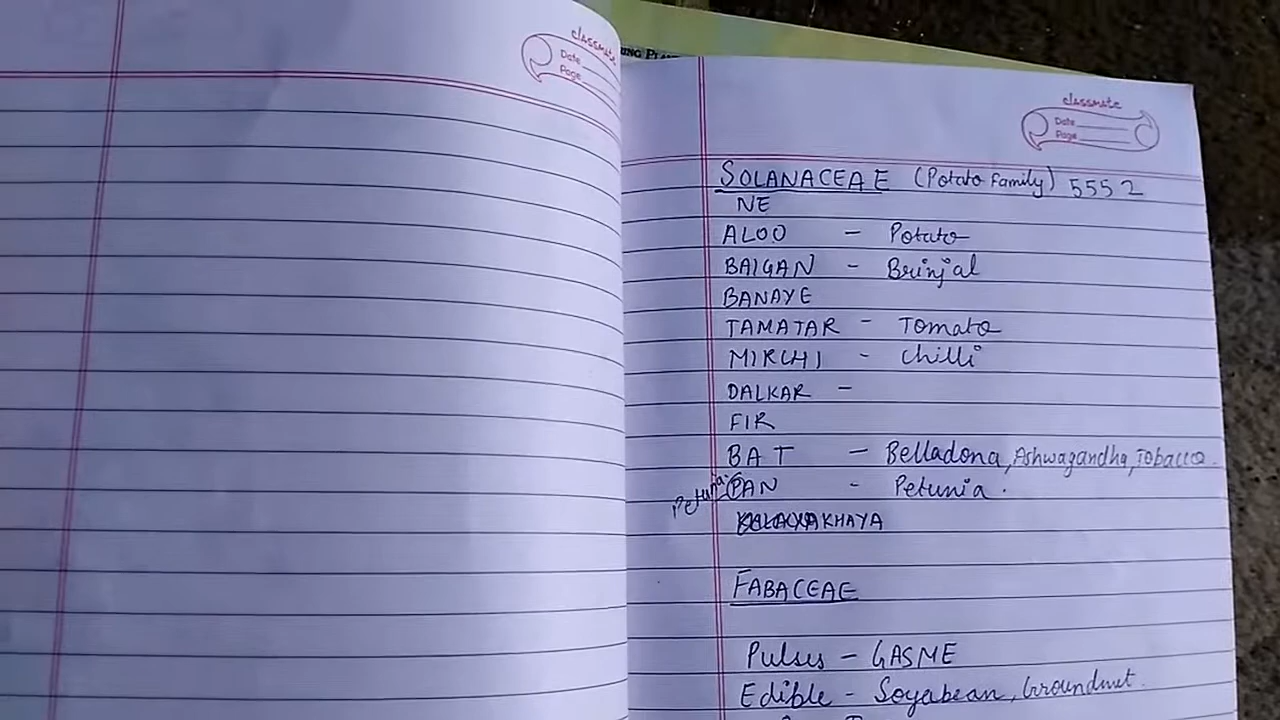 classmate
Date
Page
classmate
Date
Page
SOLANACEAE (Potato Family) 5552
NE
ALOO - Potato
BAIGAN - Brinjal
BANAYE
TAMATAR - Tomato
MIRCHI - Chilli
DALKAR -
FIR
BAT - Belladona, Ashwagandha, Tobacco.
Petunia PAN - Petunia.
KHAYA
FABACEAE
Pulses - GASME
Edible - Soyabean, Groundnut.